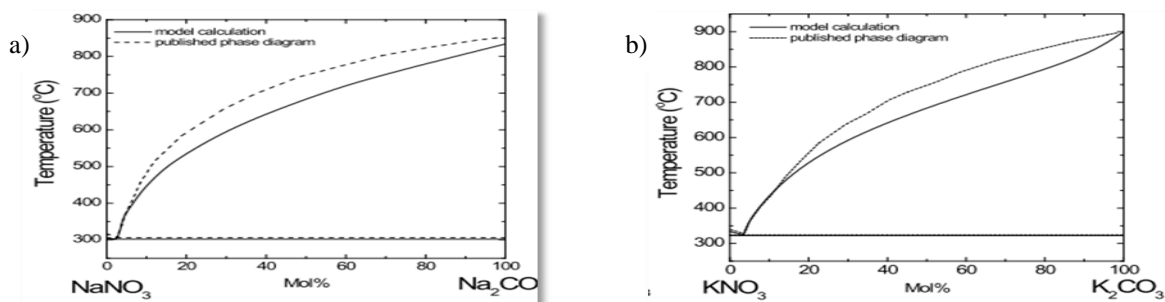 a)
900
800
700
600
500
400
300
Temperature (⁰C)
model calculation
published phase diagram
0 20 40 60 80 100
NaNO₃ Mol% Na₂CO
b)
900
800
700
600
500
400
300
Temperature (⁰C)
model calculation
published phase diagram
0 20 40 60 80 100
KNO₃ Mol% K₂CO₃